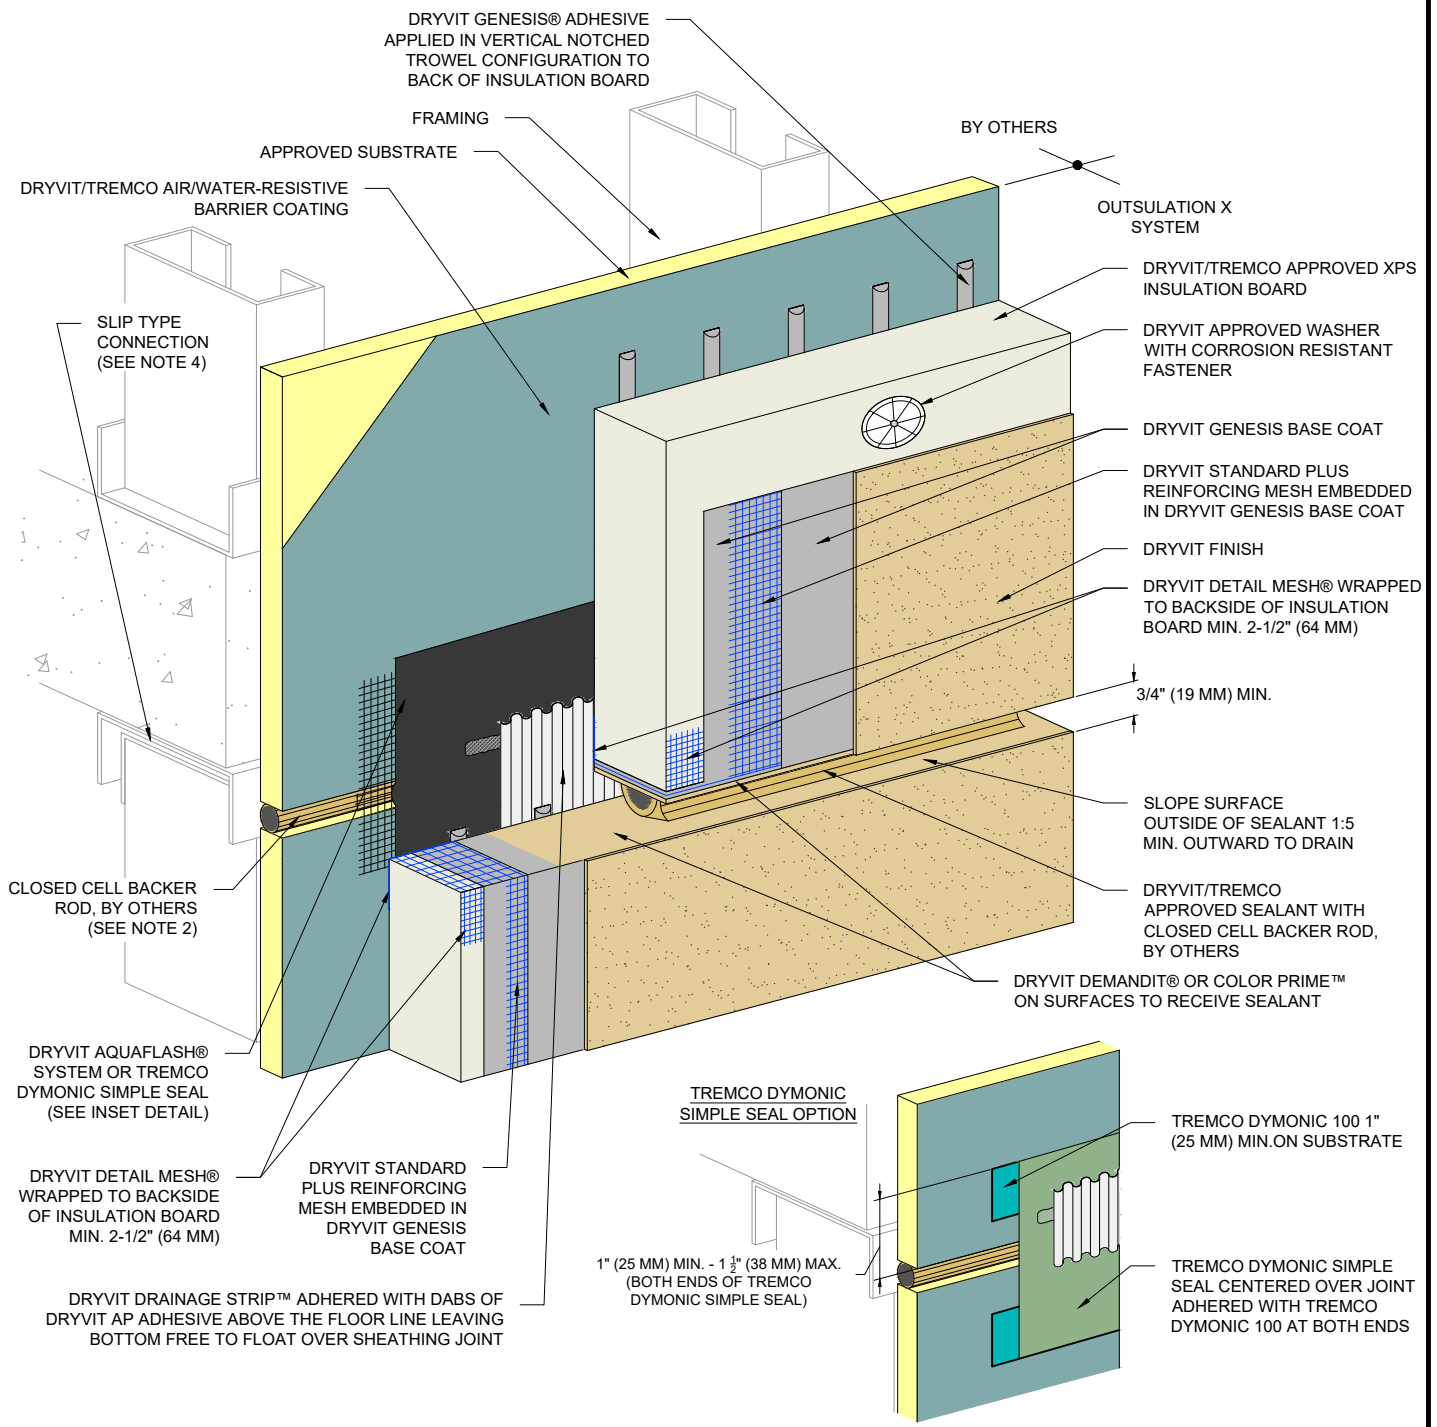 DRYVIT GENESIS® ADHESIVE
APPLIED IN VERTICAL NOTCHED
TROWEL CONFIGURATION TO
BACK OF INSULATION BOARD
FRAMING
APPROVED SUBSTRATE
DRYVIT/TREMCO AIR/WATER-RESISTIVE
BARRIER COATING
BY OTHERS
OUTSULATION X
SYSTEM
SLIP TYPE
CONNECTION
(SEE NOTE 4)
DRYVIT/TREMCO APPROVED XPS
INSULATION BOARD
DRYVIT APPROVED WASHER
WITH CORROSION RESISTANT
FASTENER
DRYVIT GENESIS BASE COAT
DRYVIT STANDARD PLUS
REINFORCING MESH EMBEDDED
IN DRYVIT GENESIS BASE COAT
DRYVIT FINISH
DRYVIT DETAIL MESH® WRAPPED
TO BACKSIDE OF INSULATION
BOARD MIN. 2-1/2" (64 MM)
3/4" (19 MM) MIN.
SLOPE SURFACE
OUTSIDE OF SEALANT 1:5
MIN. OUTWARD TO DRAIN
DRYVIT/TREMCO
APPROVED SEALANT WITH
CLOSED CELL BACKER ROD,
BY OTHERS
DRYVIT DEMANDIT® OR COLOR PRIME™
ON SURFACES TO RECEIVE SEALANT
CLOSED CELL BACKER
ROD, BY OTHERS
(SEE NOTE 2)
DRYVIT AQUAFLASH®
SYSTEM OR TREMCO
DYMONIC SIMPLE SEAL
(SEE INSET DETAIL)
DRYVIT DETAIL MESH®
WRAPPED TO BACKSIDE
OF INSULATION BOARD
MIN. 2-1/2" (64 MM)
DRYVIT STANDARD
PLUS REINFORCING
MESH EMBEDDED IN
DRYVIT GENESIS
BASE COAT
DRYVIT DRAINAGE STRIP™ ADHERED WITH DABS OF
DRYVIT AP ADHESIVE ABOVE THE FLOOR LINE LEAVING
BOTTOM FREE TO FLOAT OVER SHEATHING JOINT
TREMCO DYMONIC
SIMPLE SEAL OPTION
TREMCO DYMONIC 100 1"
(25 MM) MIN.ON SUBSTRATE
1" (25 MM) MIN. - 1 1/2" (38 MM) MAX.
(BOTH ENDS OF TREMCO
DYMONIC SIMPLE SEAL)
TREMCO DYMONIC SIMPLE
SEAL CENTERED OVER JOINT
ADHERED WITH TREMCO
DYMONIC 100 AT BOTH ENDS